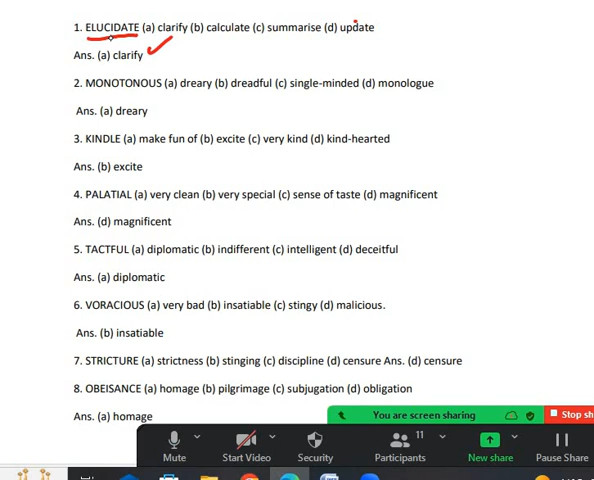 1. ELUCIDATE (a) clarify (b) calculate (c) summarise (d) update
Ans. (a) clarify
2. MONOTONOUS (a) dreary (b) dreadful (c) single-minded (d) monologue
Ans. (a) dreary
3. KINDLE (a) make fun of (b) excite (c) very kind (d) kind-hearted
Ans. (b) excite
4. PALATIAL (a) very clean (b) very special (c) sense of taste (d) magnificent
Ans. (d) magnificent
5. TACTFUL (a) diplomatic (b) indifferent (c) intelligent (d) deceitful
Ans. (a) diplomatic
6. VORACIOUS (a) very bad (b) insatiable (c) stingy (d) malicious.
Ans. (b) insatiable
7. STRICTURE (a) strictness (b) stinging (c) discipline (d) censure Ans. (d) censure
8. OBEISANCE (a) homage (b) pilgrimage (c) subjugation (d) obligation
Ans. (a) homage
You are screen sharing
Stop sh
11
Mute
Start Video
Security
Participants
New share
Pause Share